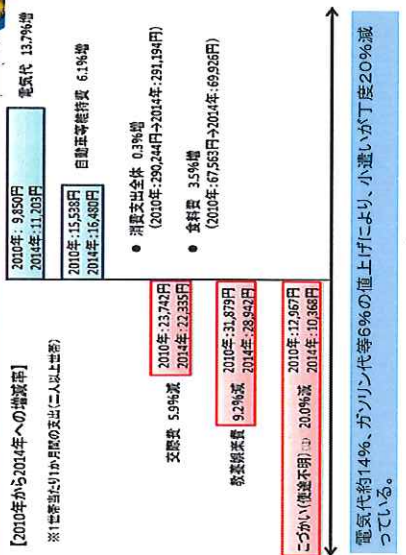 【2010年から2014年への増減率】
※1世帯当たり1か月間の支出(二人以上世帯)
2010年: 9,850円
2014年:11,203円
電気代 13.7%増
2010年:15,538円
2014年:16,480円
自動車等維持費 6.1%増
● 消費支出全体 0.3%増
(2010年:290,244円→2014年:291,194円)
● 食料費 3.5%増
(2010年:67,563円→2014年:69,926円)
交際費 5.9%減
2010年:23,742円
2014年:22,335円
教養娯楽費 9.2%減
2010年:31,879円
2014年:28,942円
こづかい(使途不明)
20.0%減
2010年:12,967円
2014年:10,368円
電気代約14%、ガソリン代等6%の値上げにより、小遣いが丁度20%減
っている。